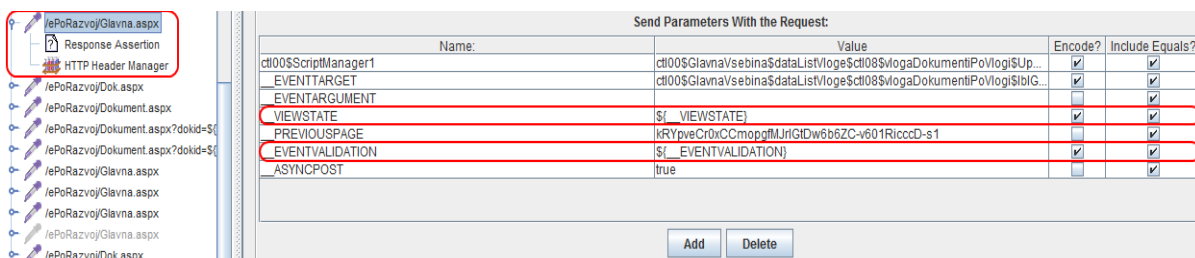 /ePoRazvoj/Glavna.aspx
Response Assertion
HTTP Header Manager
/ePoRazvoj/Dok.aspx
/ePoRazvoj/Dokument.aspx
/ePoRazvoj/Dokument.aspx?dokid=${
/ePoRazvoj/Dokument.aspx?dokid=${
/ePoRazvoj/Glavna.aspx
/ePoRazvoj/Glavna.aspx
/ePoRazvoj/Glavna.aspx
/ePoRazvoj/Glavna.aspx
/ePoRazvoj/Dok.aspx
Send Parameters With the Request:
Name: Value Encode? Include Equals?
ctl00$ScriptManager1 ctl00$GlavnaVsebina$dataListVloge$ctl08$vlogaDokumentiPoVlogi$Up...
__EVENTTARGET ctl00$GlavnaVsebina$dataListVloge$ctl08$vlogaDokumentiPoVlogi$lblG...
__EVENTARGUMENT
__VIEWSTATE ${__VIEWSTATE}
__PREVIOUSPAGE kRYpveCr0xCCmopgfMJrlGtDw6b6ZC-v601RicccD-s1
__EVENTVALIDATION ${__EVENTVALIDATION}
__ASYNCPOST true
Add Delete